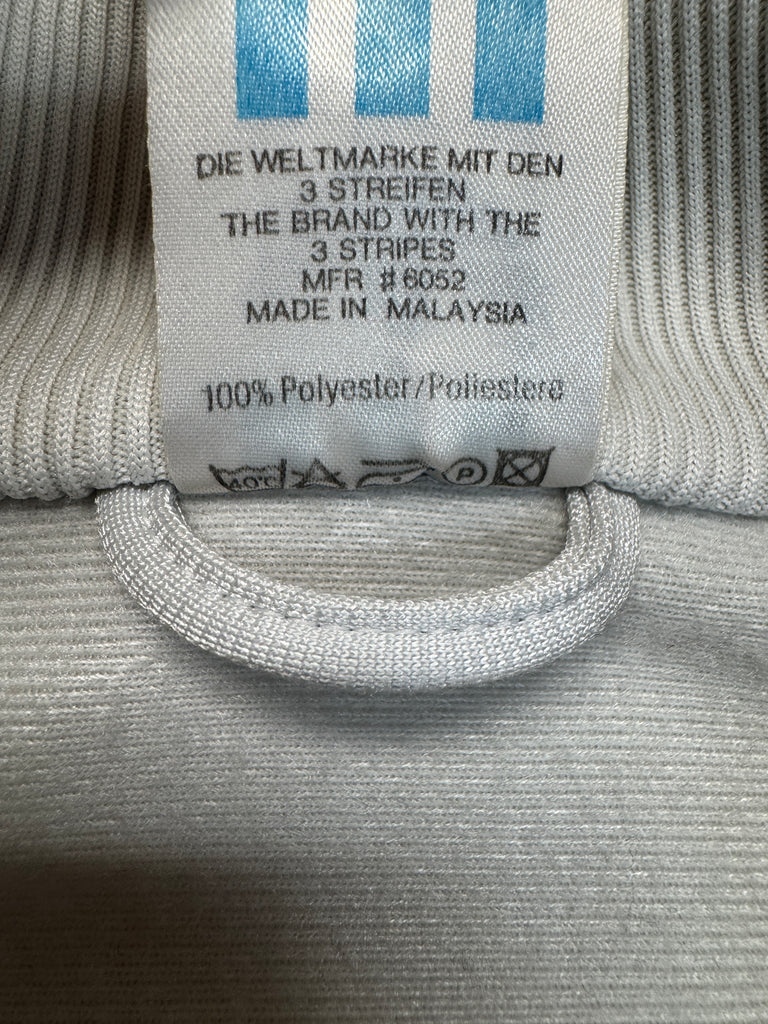 DIE WELTMARKE MIT DEN
3 STREIFEN
THE BRAND WITH THE
3 STRIPES
MFR #6052
MADE IN MALAYSIA
100% Polyester/Poliestere
40°C P